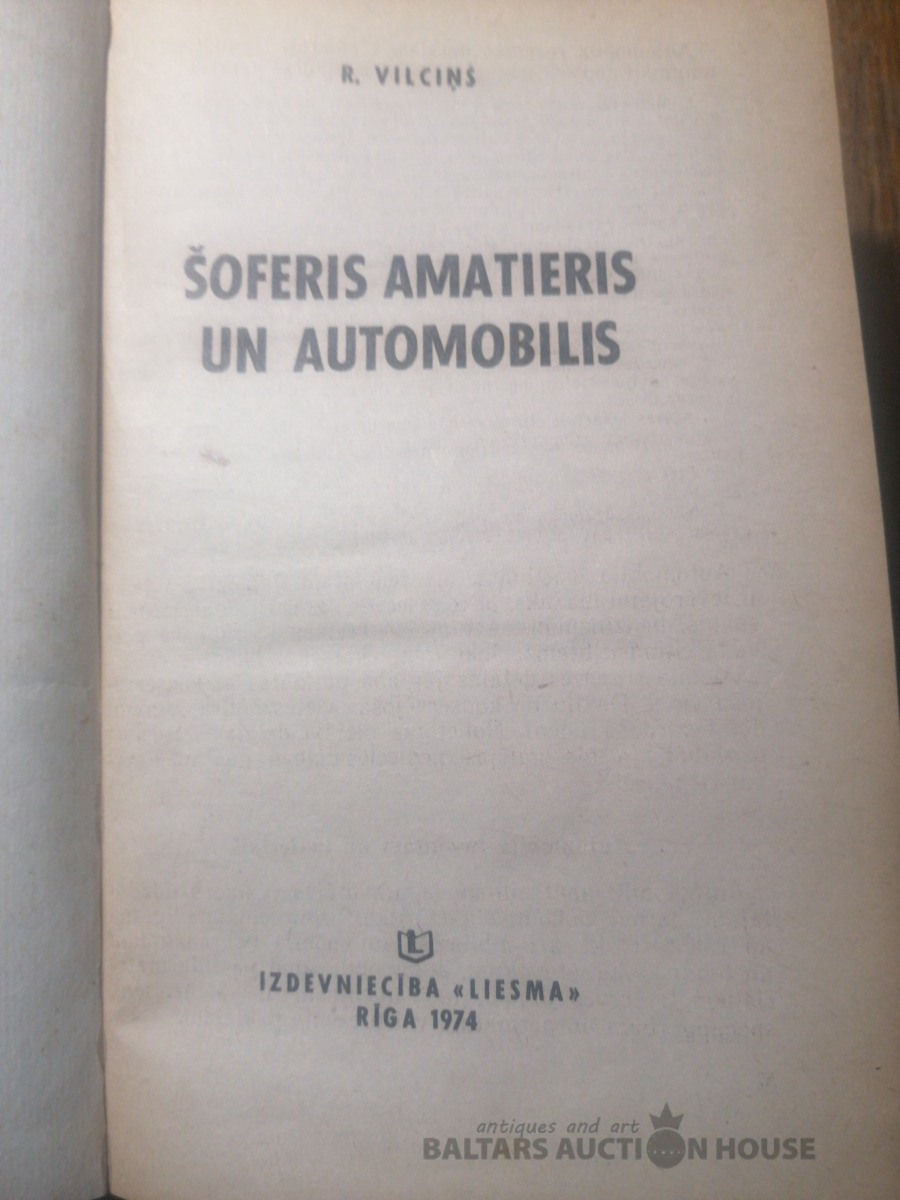 R. VILCIŅŠ
ŠOFERIS AMATIERIS
UN AUTOMOBILIS
IZDEVNIECĪBA «LIESMA»
RĪGA 1974
antiques and art
BALTARS AUCTION HOUSE